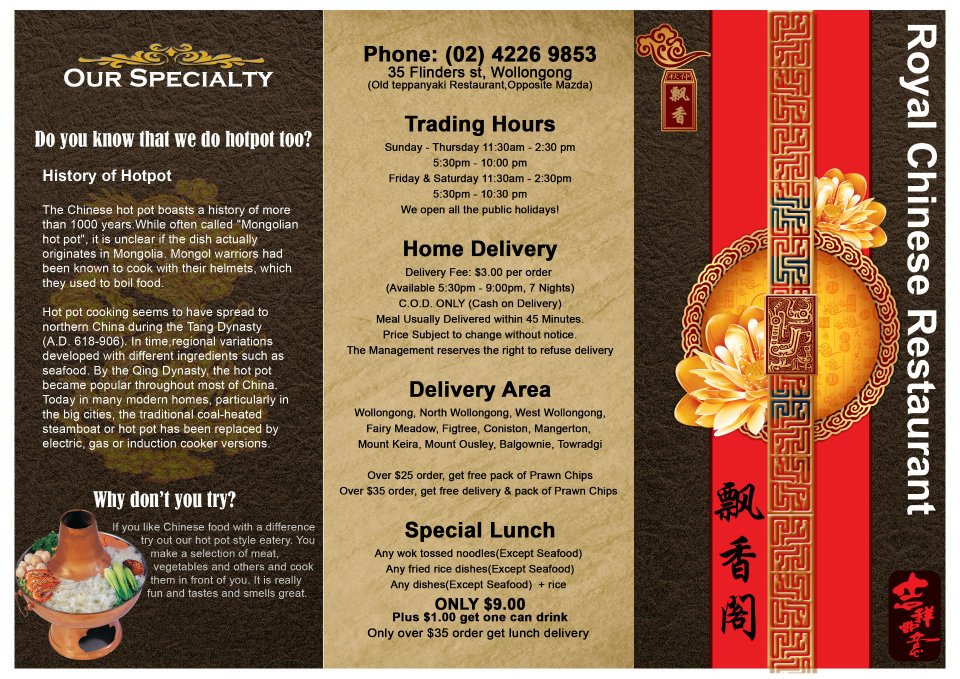 OUR SPECIALTY
Do you know that we do hotpot too?
History of Hotpot
The Chinese hot pot boasts a history of more
than 1000 years.While often called "Mongolian
hot pot", it is unclear if the dish actually
originates in Mongolia. Mongol warriors had
been known to cook with their helmets, which
they used to boil food.
Hot pot cooking seems to have spread to
northern China during the Tang Dynasty
(A.D. 618-906). In time,regional variations
developed with different ingredients such as
seafood. By the Qing Dynasty, the hot pot
became popular throughout most of China.
Today in many modern homes, particularly in
the big cities, the traditional coal-heated
steamboat or hot pot has been replaced by
electric, gas or induction cooker versions.
Why don't you try?
If you like Chinese food with a difference
try out our hot pot style eatery. You
make a selection of meat,
vegetables and others and cook
them in front of you. It is really
fun and tastes and smells great.
Phone: (02) 4226 9853
35 Flinders st, Wollongong
(Old teppanyaki Restaurant,Opposite Mazda)
Trading Hours
Sunday - Thursday 11:30am - 2:30 pm
5:30pm - 10:00 pm
Friday & Saturday 11:30am - 2:30pm
5:30pm - 10:30 pm
We open all the public holidays!
Home Delivery
Delivery Fee: $3.00 per order
(Available 5:30pm - 9:00pm, 7 Nights)
C.O.D. ONLY (Cash on Delivery)
Meal Usually Delivered within 45 Minutes.
Price Subject to change without notice.
The Management reserves the right to refuse delivery
Delivery Area
Wollongong, North Wollongong, West Wollongong,
Fairy Meadow, Figtree, Coniston, Mangerton,
Mount Keira, Mount Ousley, Balgownie, Towradgi
Over $25 order, get free pack of Prawn Chips
Over $35 order, get free delivery & pack of Prawn Chips
Special Lunch
Any wok tossed noodles(Except Seafood)
Any fried rice dishes(Except Seafood)
Any dishes(Except Seafood) + rice
ONLY $9.00
Plus $1.00 get one can drink
Only over $35 order get lunch delivery
飘香
飘香阁
Royal Chinese Restaurant